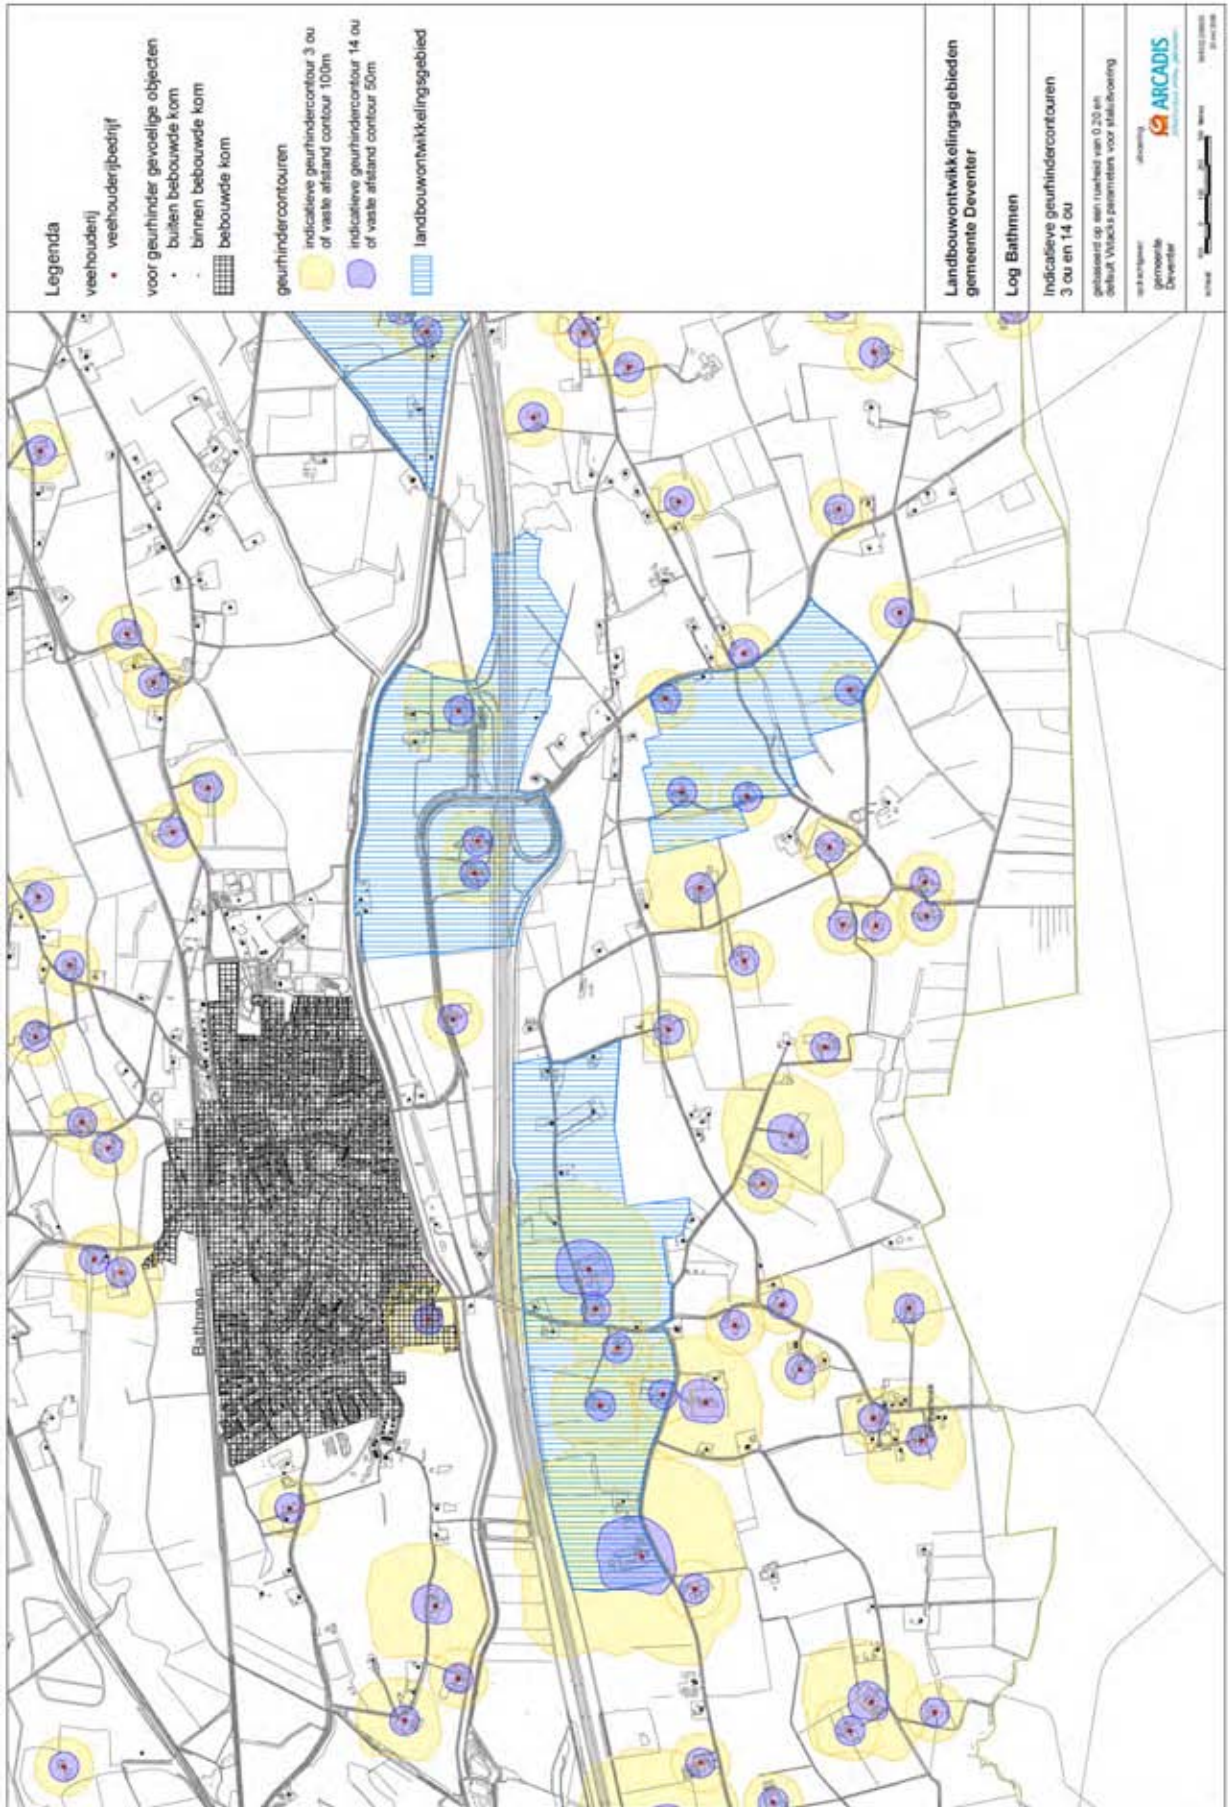 Legenda
veehouderij
veehouderijbedrijf
voor geurhinder gevoelige objecten
buiten bebouwde kom
binnen bebouwde kom
bebouwde kom
geurhindercontouren
indicatieve geurhindercontour 3 ou
of vaste afstand contour 100m
indicatieve geurhindercontour 14 ou
of vaste afstand contour 50m
landbouwontwikkelingsgebied
Landbouwontwikkelingsgebieden
gemeente Deventer
Log Bathmen
Indicatieve geurhindercontouren
3 ou en 14 ou
gebaseerd op een ruwheid van 0.20 en
default Vstacks parameters voor staluitvoering
opdrachtgever:
uitvoering:
gemeente
Deventer
ARCADIS
schaal
Bathmen